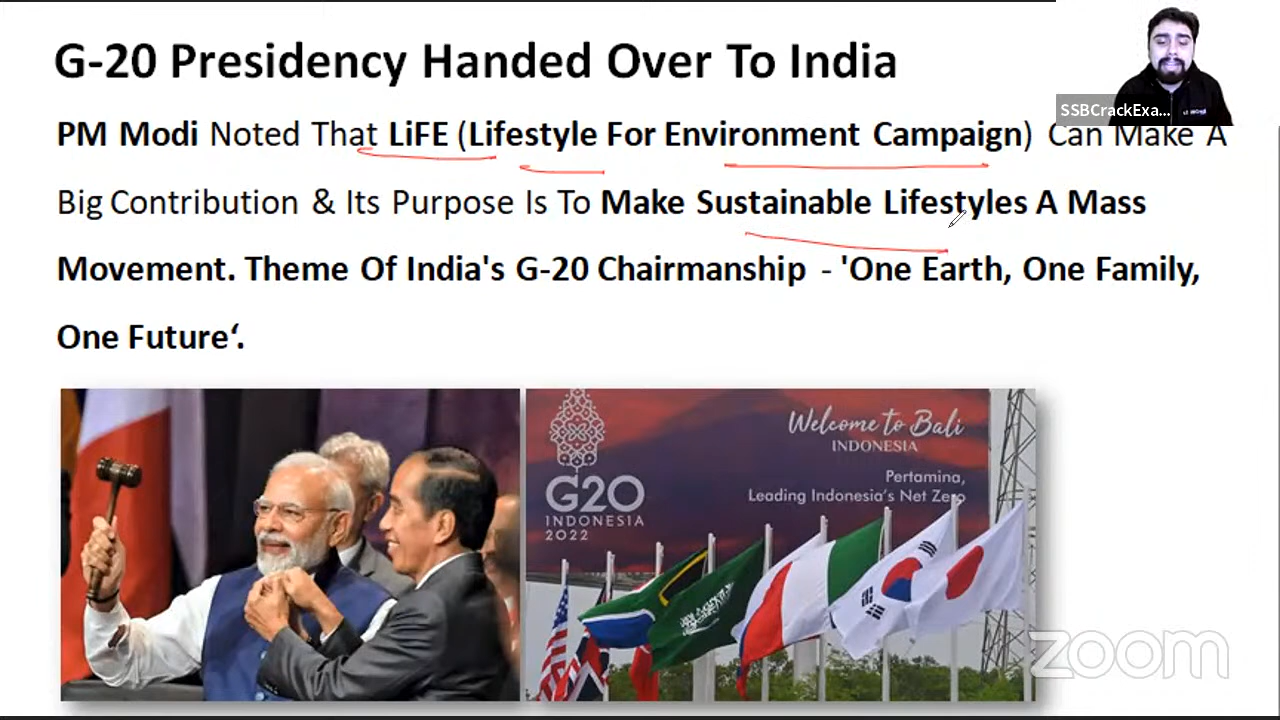 G-20 Presidency Handed Over To India
SSBCrackExa...
PM Modi Noted That LiFE (Lifestyle For Environment Campaign) Can Make A
Big Contribution & Its Purpose Is To Make Sustainable Lifestyles A Mass
Movement. Theme Of India's G-20 Chairmanship - 'One Earth, One Family,
One Future‘.
Welcome to Bali
INDONESIA
Pertamina,
Leading Indonesia's Net Zero
G20
INDONESIA
2022
zoom